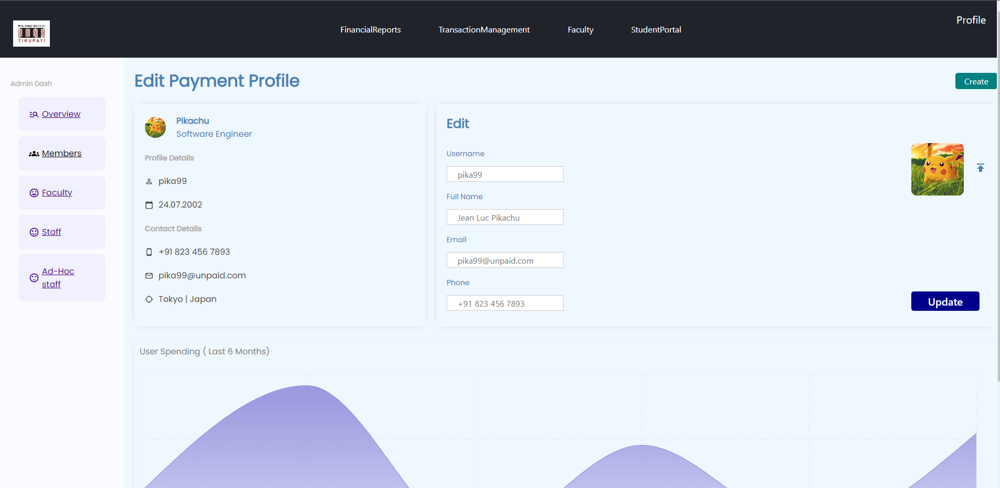 TIRUPATI
FinancialReports
TransactionManagement
Faculty
StudentPortal
Profile
Admin Dash
Overview
Members
Faculty
Staff
Ad-Hoc
staff
Edit Payment Profile
Create
Pikachu
Software Engineer
Profile Details
pika99
24.07.2002
Contact Details
+91 823 456 7893
pika99@unpaid.com
Tokyo | Japan
Edit
Username
pika99
Full Name
Jean Luc Pikachu
Email
pika99@unpaid.com
Phone
+91 823 456 7893
Update
User Spending ( Last 6 Months)